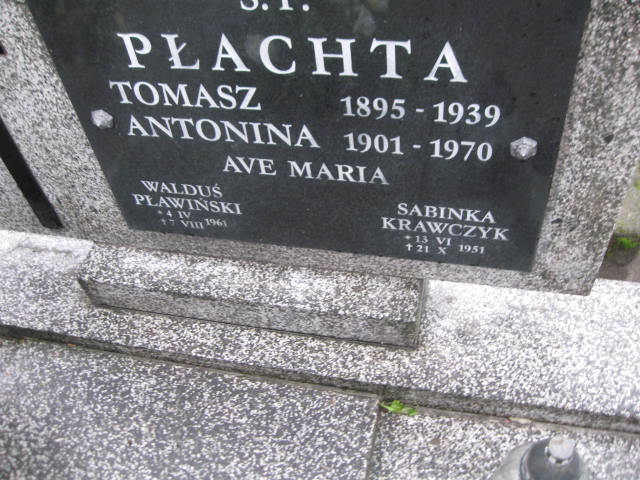 Ś.P.
PŁACHTA
TOMASZ 1895 - 1939
ANTONINA 1901 - 1970
AVE MARIA
WALDUŚ
PŁAWIŃSKI
* 4 IV
† 7 VIII 1961
SABINKA
KRAWCZYK
* 13 VI
† 21 X 1951